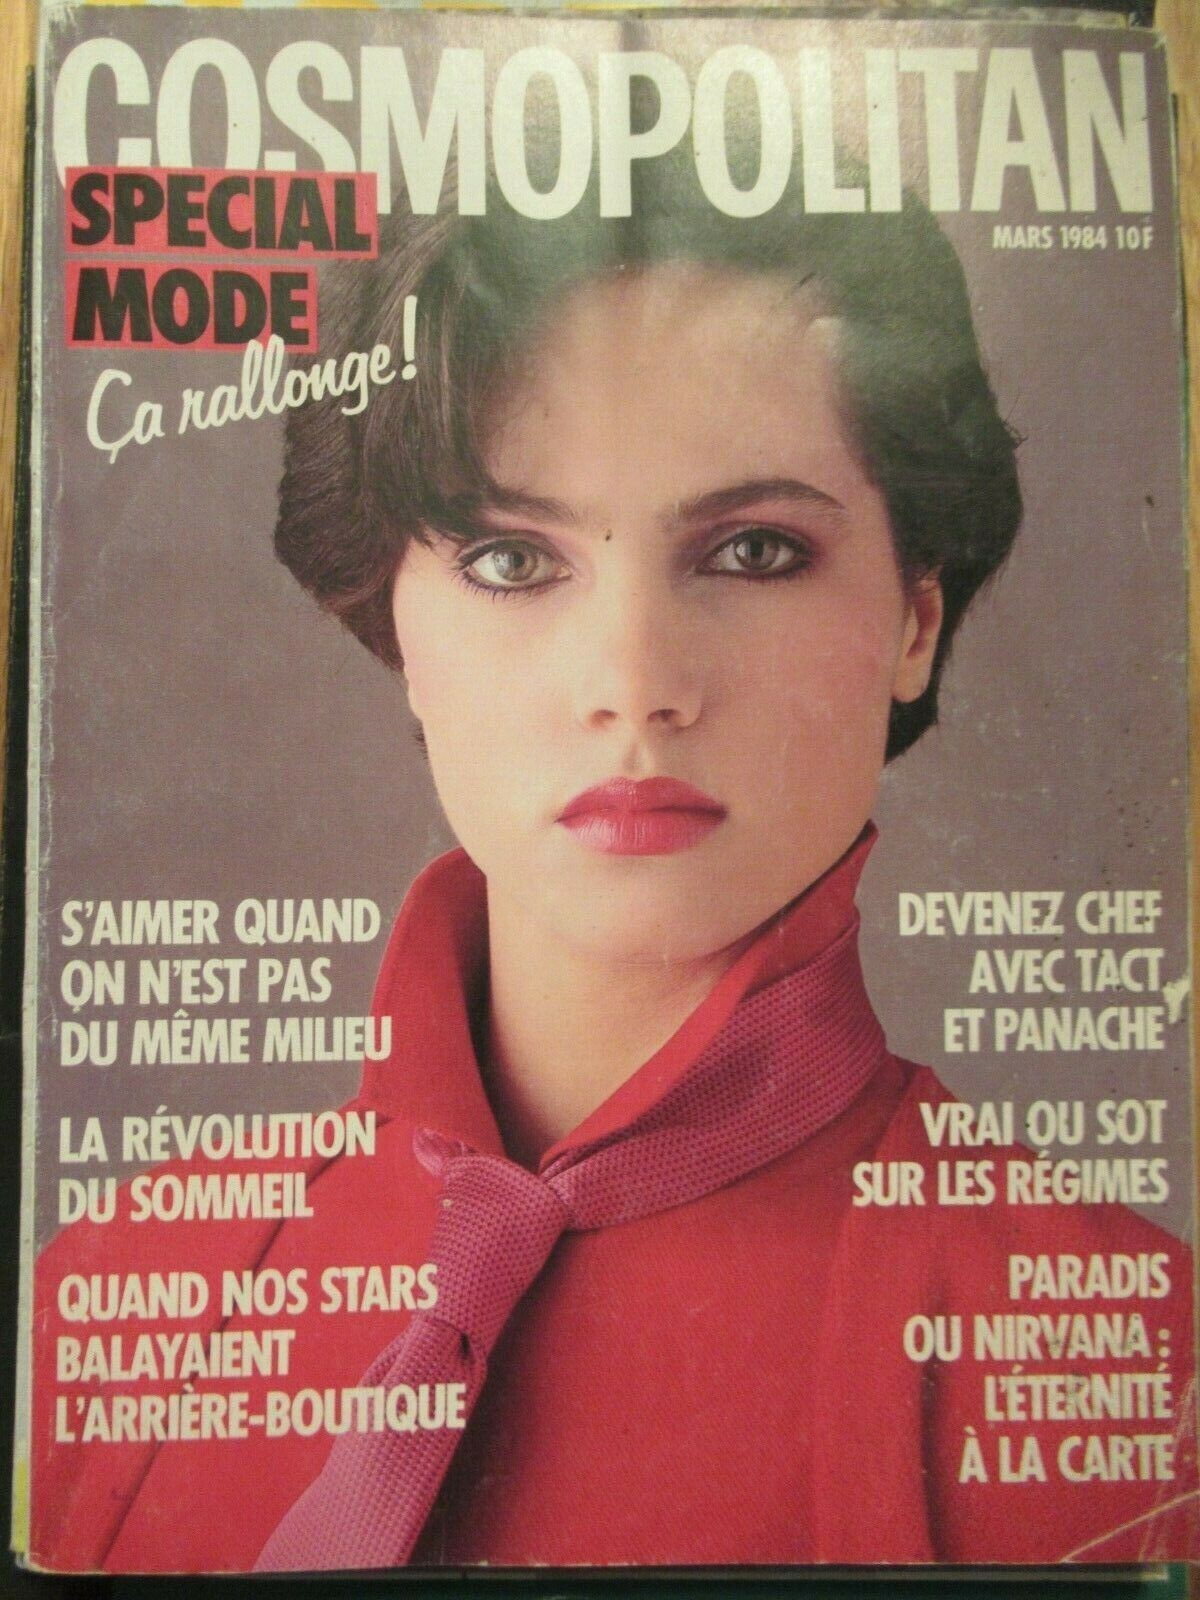 COSMOPOLITAN
MARS 1984 10F
SPECIAL
MODE
Ça rallonge!
S'AIMER QUAND
ON N'EST PAS
DU MÊME MILIEU
LA RÉVOLUTION
DU SOMMEIL
QUAND NOS STARS
BALAYAIENT
L'ARRIÈRE-BOUTIQUE
DEVENEZ CHEF
AVEC TACT
ET PANACHE
VRAI OU SOT
SUR LES RÉGIMES
PARADIS
OU NIRVANA:
L'ÉTERNITÉ
À LA CARTE